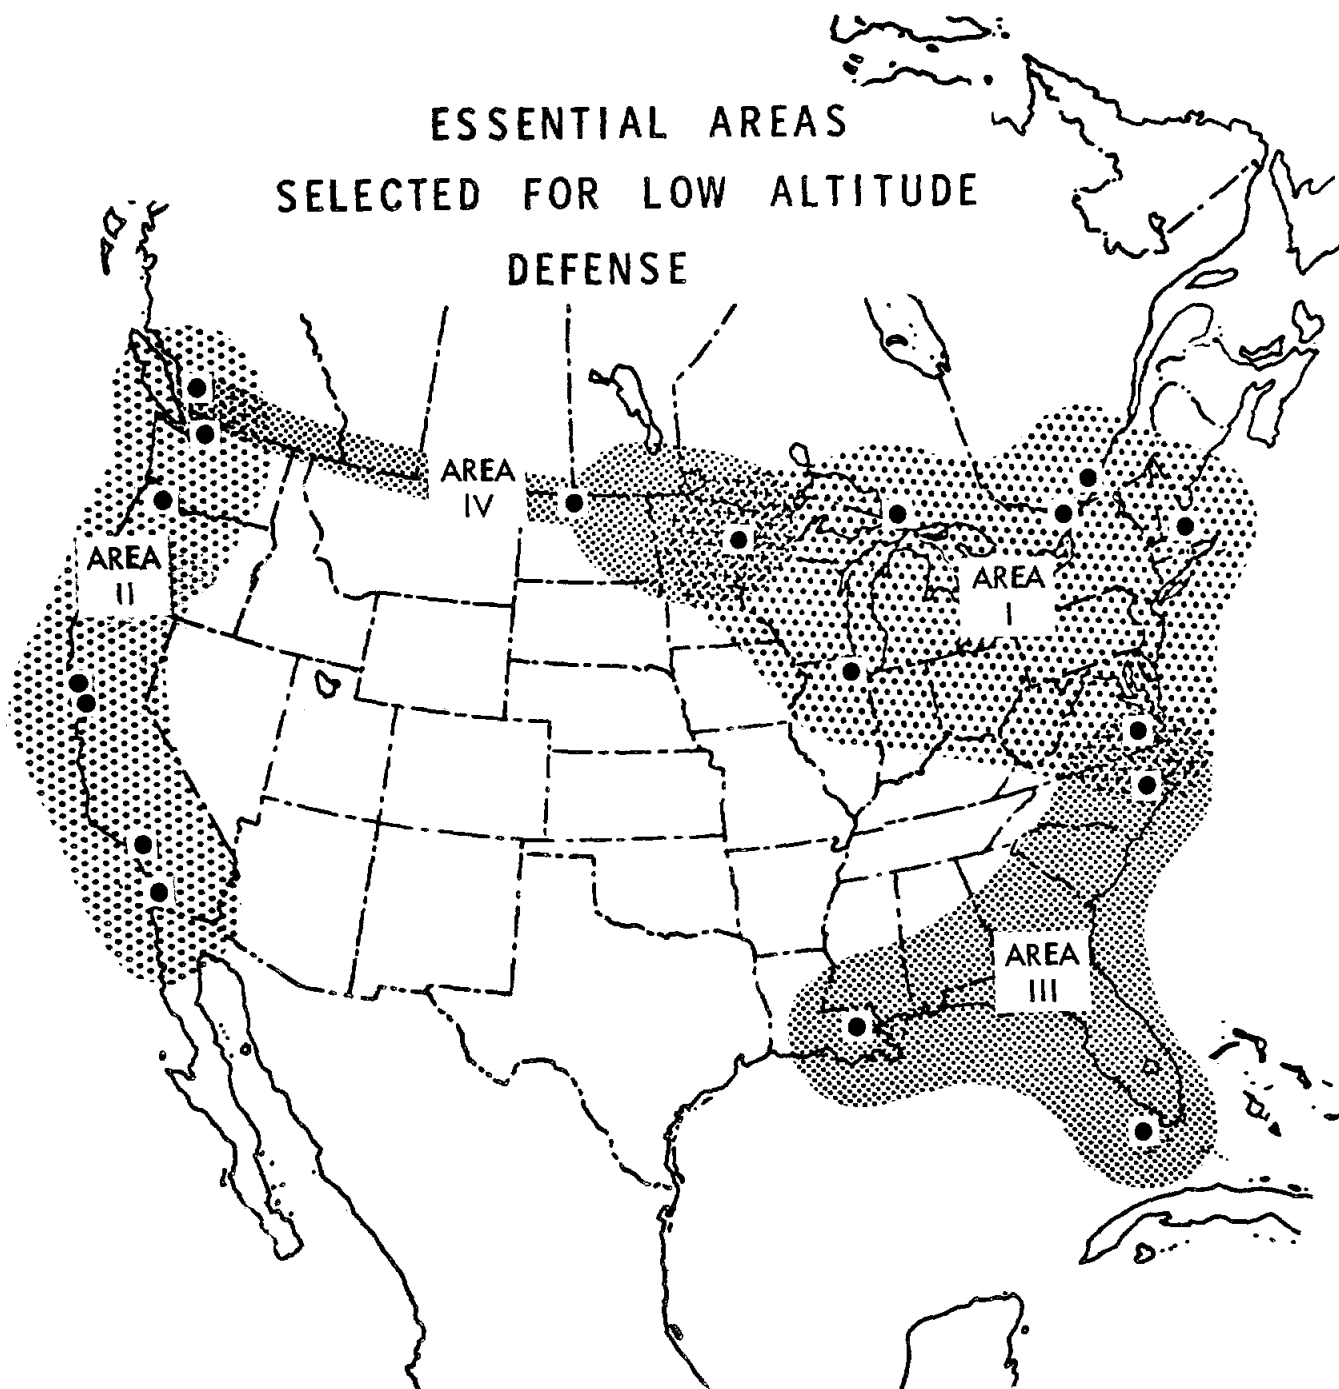 ESSENTIAL AREAS
SELECTED FOR LOW ALTITUDE
DEFENSE
AREA
IV
AREA
II
AREA
I
AREA
III